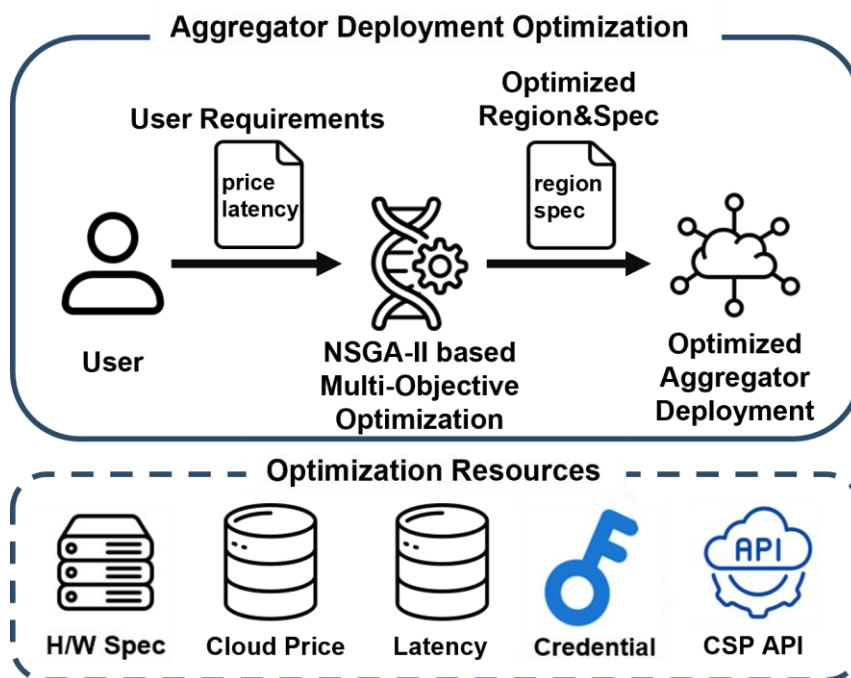 Aggregator Deployment Optimization
User Requirements
price
latency
Optimized
Region&Spec
region
spec
User
NSGA-II based
Multi-Objective
Optimization
Optimized
Aggregator
Deployment
Optimization Resources
H/W Spec
Cloud Price
Latency
Credential
API
CSP API